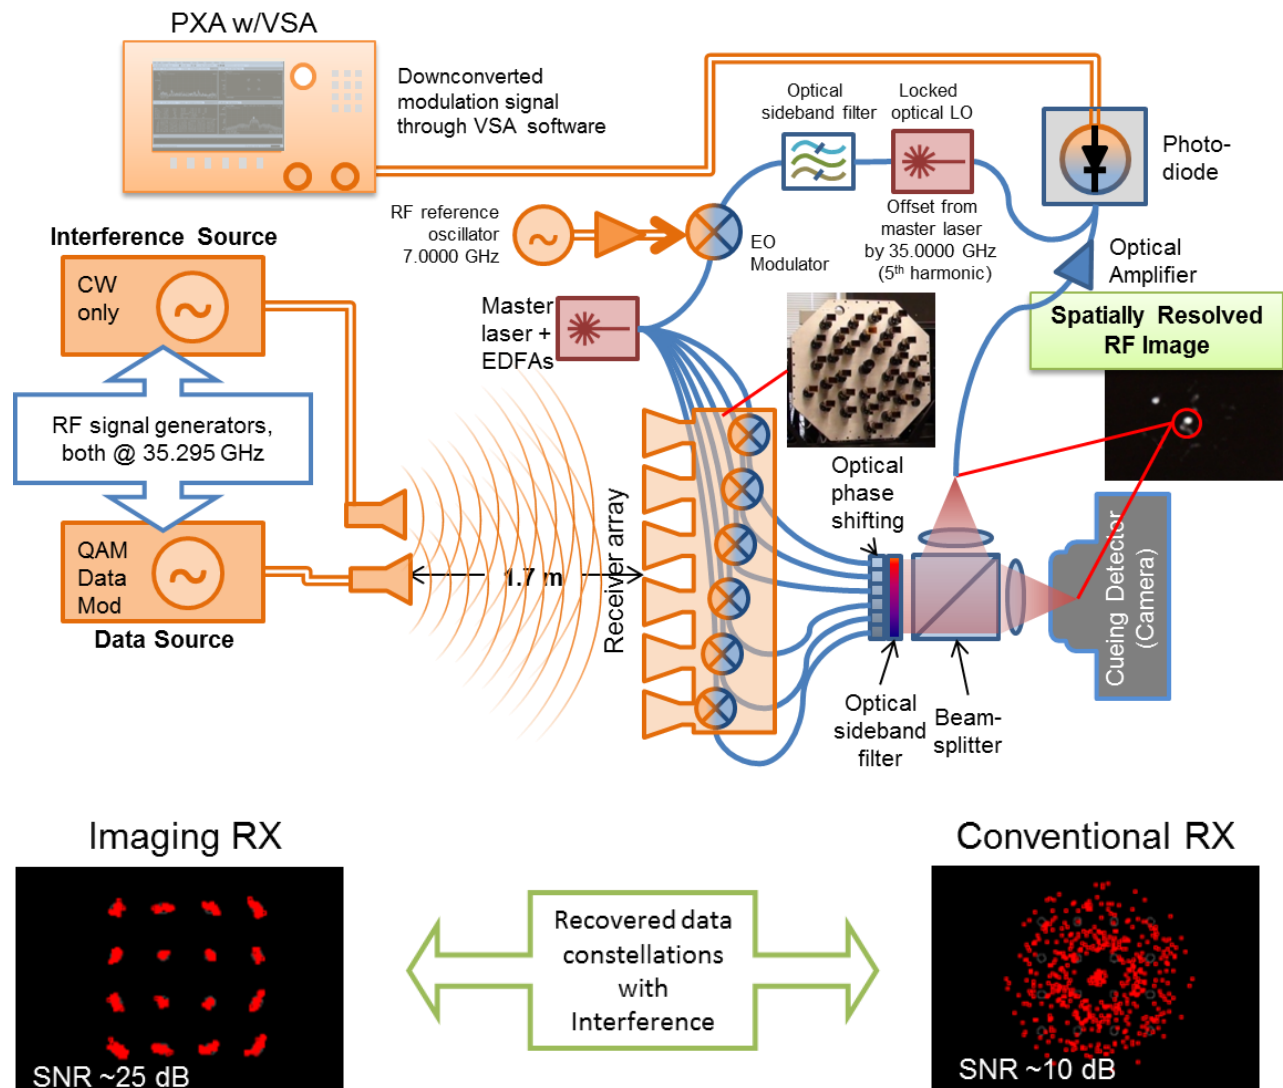 PXA w/VSA
Downconverted
modulation signal
through VSA software
Optical
sideband filter
Locked
optical LO
Photo-
diode
RF reference
oscillator
7.0000 GHz
EO
Modulator
Offset from
master laser
by 35.0000 GHz
(5th harmonic)
Optical
Amplifier
Interference Source
CW
only
Master
laser +
EDFAs
Spatially Resolved
RF Image
RF signal generators,
both @ 35.295 GHz
QAM
Data
Mod
Data Source
1.7 m
Receiver array
Optical
phase
shifting
Cueing Detector
(Camera)
Optical
sideband
filter
Beam-
splitter
Imaging RX
Conventional RX
Recovered data
constellations
with
Interference
SNR ~25 dB
SNR ~10 dB